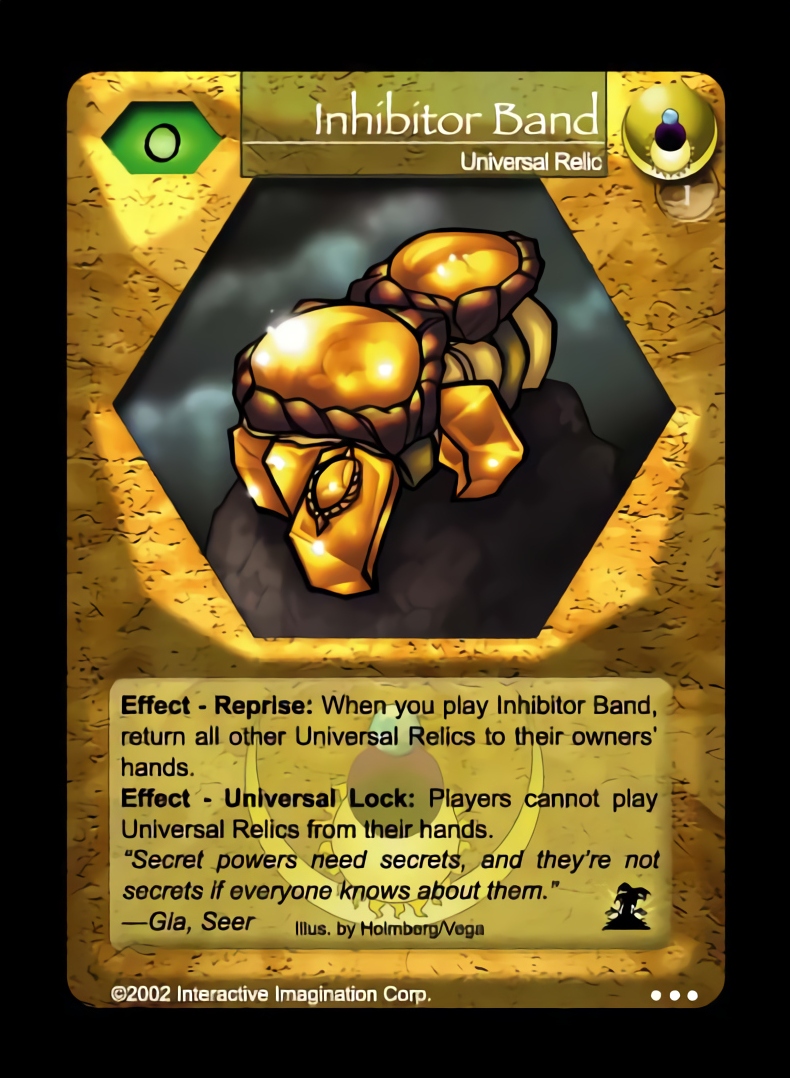 Inhibitor Band
O
Universal Relic
Effect - Reprise: When you play Inhibitor Band,
return all other Universal Relics to their owners'
hands.
Effect - Universal Lock: Players cannot play
Universal Relics from their hands.
"Secret powers need secrets, and they're not
secrets if everyone knows about them."
—Gia, Seer
Illus. by Holmberg/Vega
©2002 Interactive Imagination Corp.